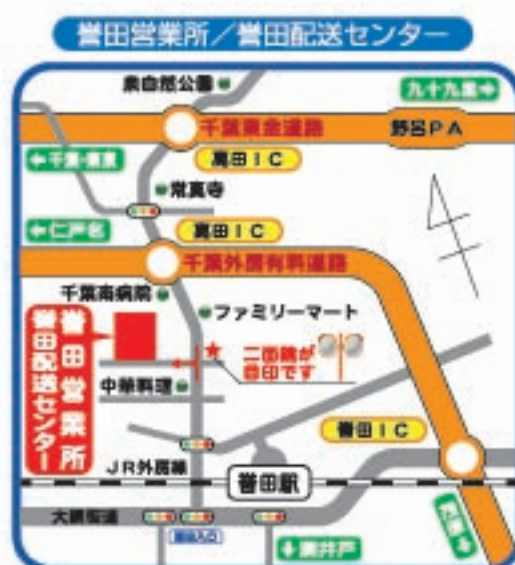 誉田営業所／誉田配送センター
泉自然公園
九十九里→
千葉東金道路
野呂PA
←千葉・東京
高田IC
常真寺
←仁戸名
高田IC
千葉外房有料道路
千葉南病院
ファミリーマート
誉田営業所
誉田配送センター
二面鏡が
目印です
中華料理
誉田IC
JR外房線
誉田駅
大網街道
茂原↓